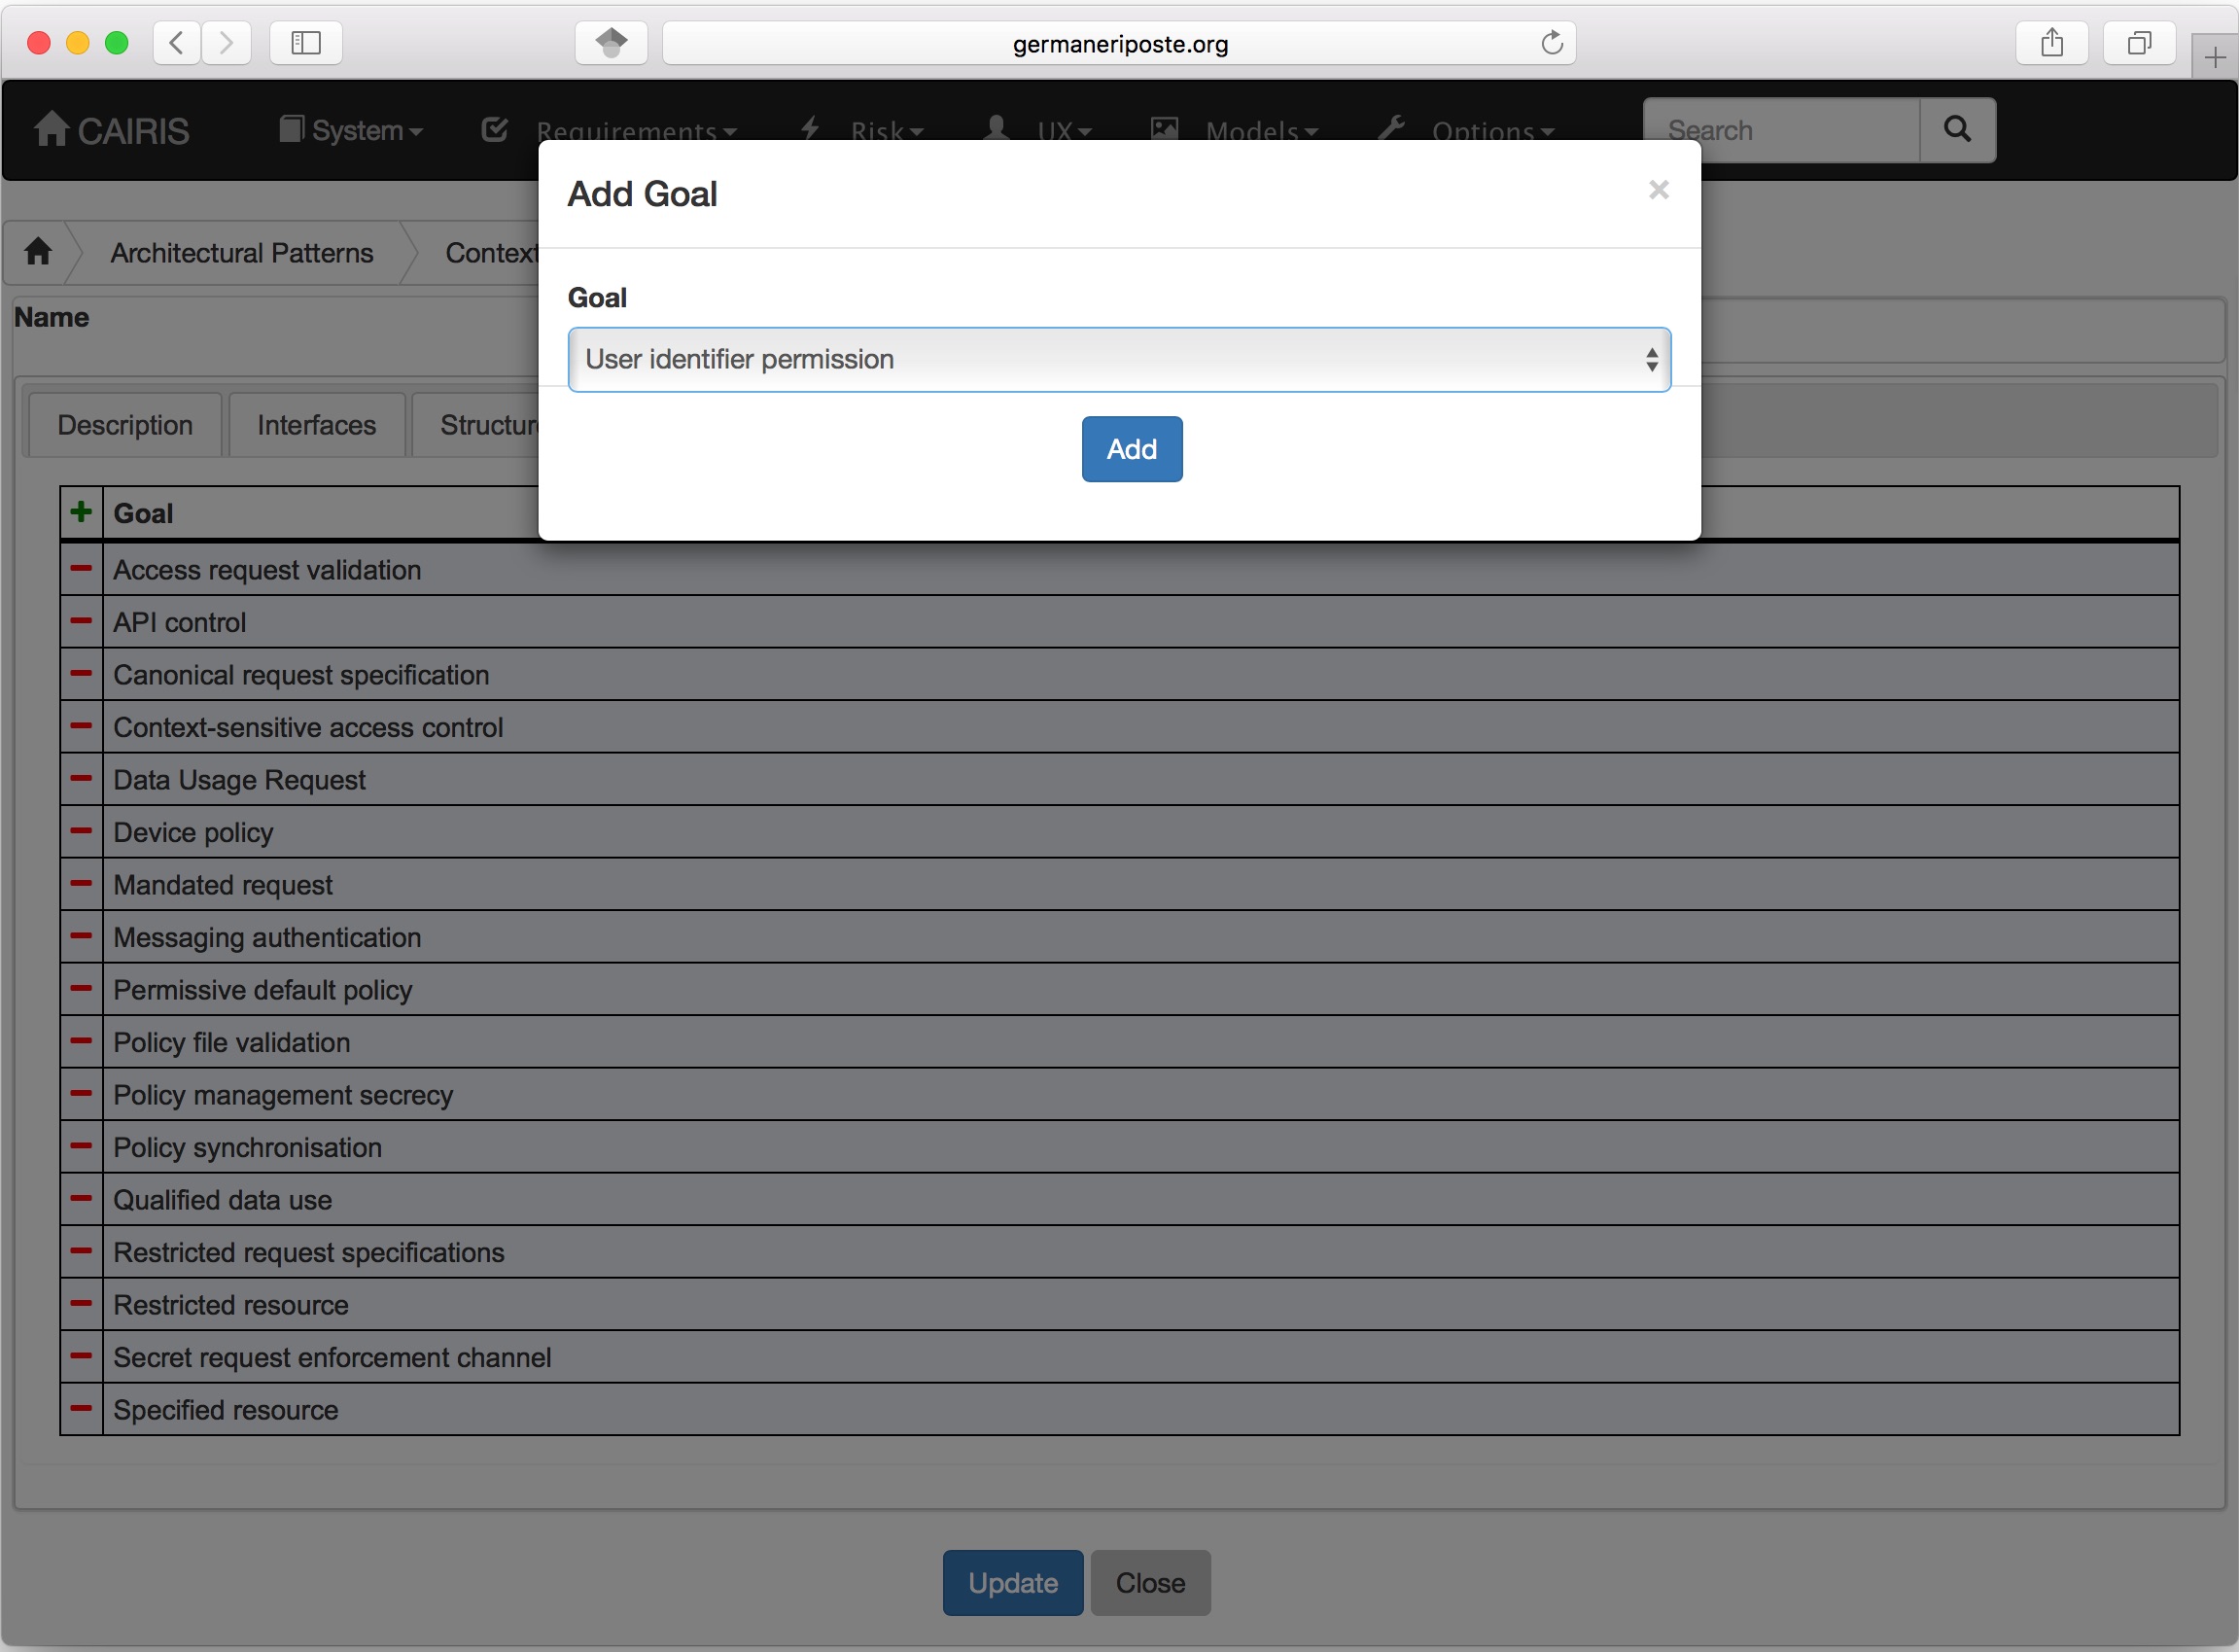 germaneriposte.org
CAIRIS System Requirements Risk UX Models Options Search
Add Goal ×
Architectural Patterns Context
Goal
Name
User identifier permission
Description Interfaces Structure
Add
Goal
Access request validation
API control
Canonical request specification
Context-sensitive access control
Data Usage Request
Device policy
Mandated request
Messaging authentication
Permissive default policy
Policy file validation
Policy management secrecy
Policy synchronisation
Qualified data use
Restricted request specifications
Restricted resource
Secret request enforcement channel
Specified resource
Update Close